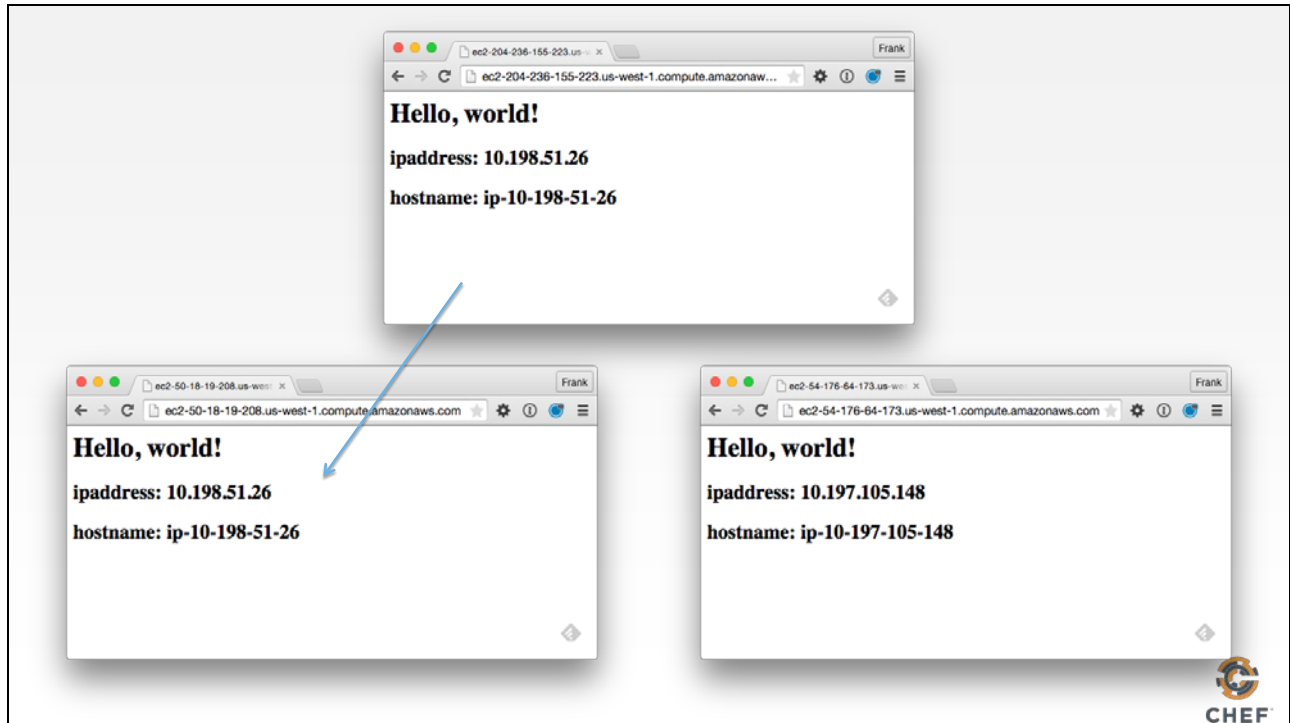 ec2-204-236-155-223.us-w
Frank
ec2-204-236-155-223.us-west-1.compute.amazonaw...
Hello, world!
ipaddress: 10.198.51.26
hostname: ip-10-198-51-26
ec2-50-18-19-208.us-west
Frank
ec2-50-18-19-208.us-west-1.compute.amazonaws.com
Hello, world!
ipaddress: 10.198.51.26
hostname: ip-10-198-51-26
ec2-54-176-64-173.us-wes
Frank
ec2-54-176-64-173.us-west-1.compute.amazonaws.com
Hello, world!
ipaddress: 10.197.105.148
hostname: ip-10-197-105-148
CHEF